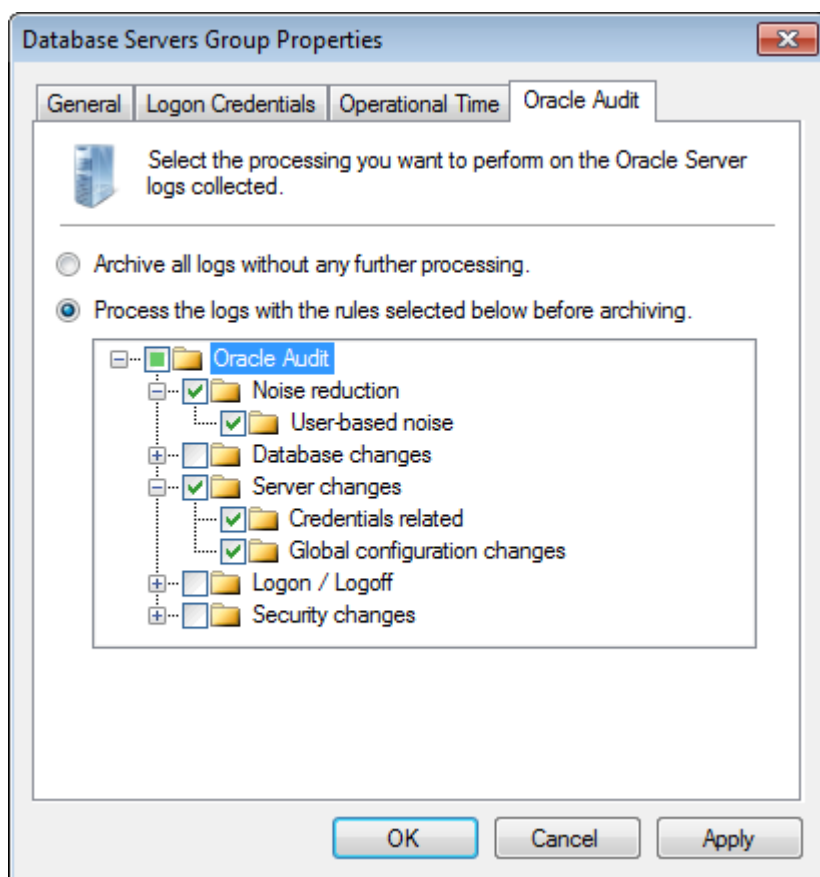 Database Servers Group Properties
General
Logon Credentials
Operational Time
Oracle Audit
Select the processing you want to perform on the Oracle Server
logs collected.
Archive all logs without any further processing.
Process the logs with the rules selected below before archiving.
Oracle Audit
Noise reduction
User-based noise
Database changes
Server changes
Credentials related
Global configuration changes
Logon / Logoff
Security changes
OK
Cancel
Apply